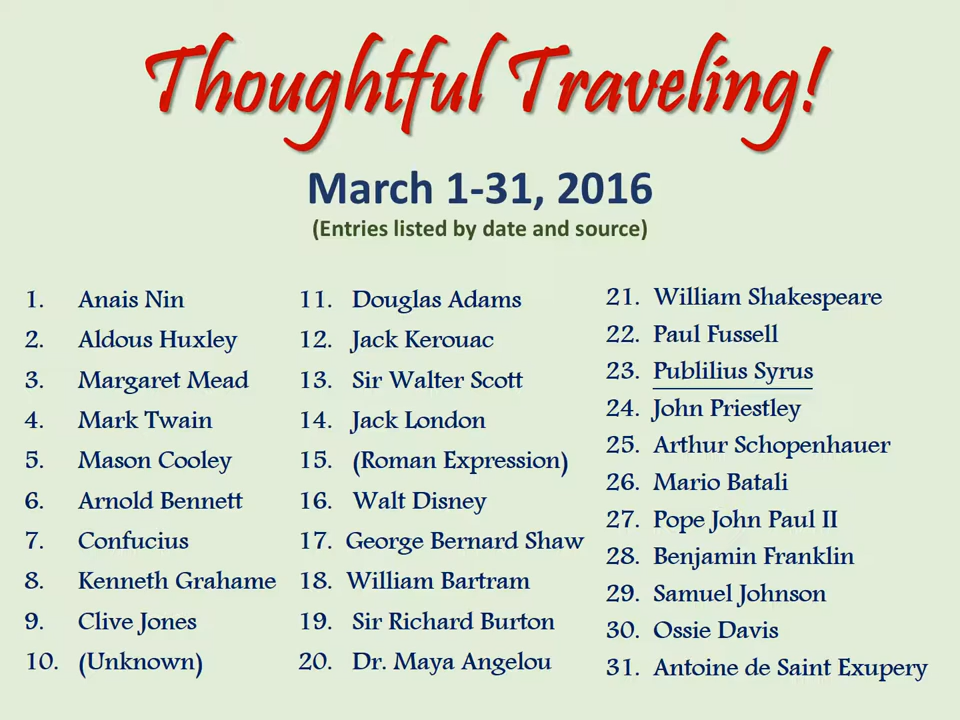 Thoughtful Traveling!
March 1-31, 2016
(Entries listed by date and source)
1. Anais Nin
2. Aldous Huxley
3. Margaret Mead
4. Mark Twain
5. Mason Cooley
6. Arnold Bennett
7. Confucius
8. Kenneth Grahame
9. Clive Jones
10. (Unknown)
11. Douglas Adams
12. Jack Kerouac
13. Sir Walter Scott
14. Jack London
15. (Roman Expression)
16. Walt Disney
17. George Bernard Shaw
18. William Bartram
19. Sir Richard Burton
20. Dr. Maya Angelou
21. William Shakespeare
22. Paul Fussell
23. Publilius Syrus
24. John Priestley
25. Arthur Schopenhauer
26. Mario Batali
27. Pope John Paul II
28. Benjamin Franklin
29. Samuel Johnson
30. Ossie Davis
31. Antoine de Saint Exupery